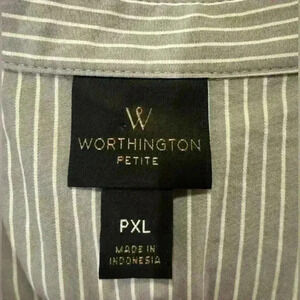 W
WORTHINGTON
PETITE
PXL
MADE IN
INDONESIA